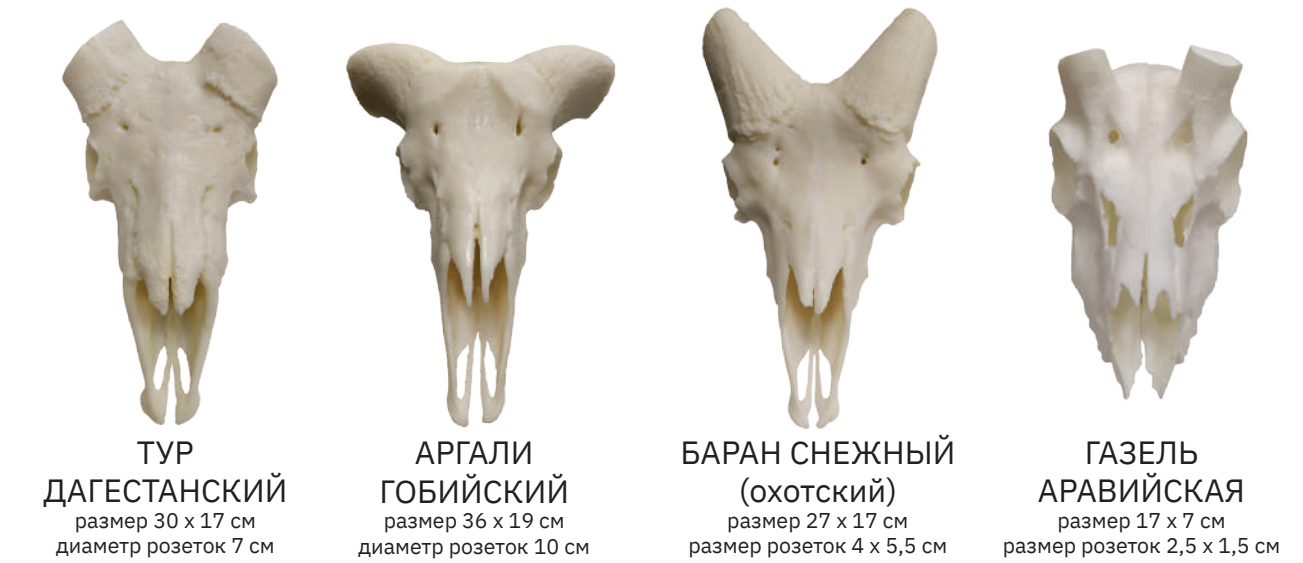 ТУР
ДАГЕСТАНСКИЙ
размер 30 х 17 см
диаметр розеток 7 см
АРГАЛИ
ГОБИЙСКИЙ
размер 36 х 19 см
диаметр розеток 10 см
БАРАН СНЕЖНЫЙ
(охотский)
размер 27 х 17 см
размер розеток 4 х 5,5 см
ГАЗЕЛЬ
АРАВИЙСКАЯ
размер 17 х 7 см
размер розеток 2,5 х 1,5 см